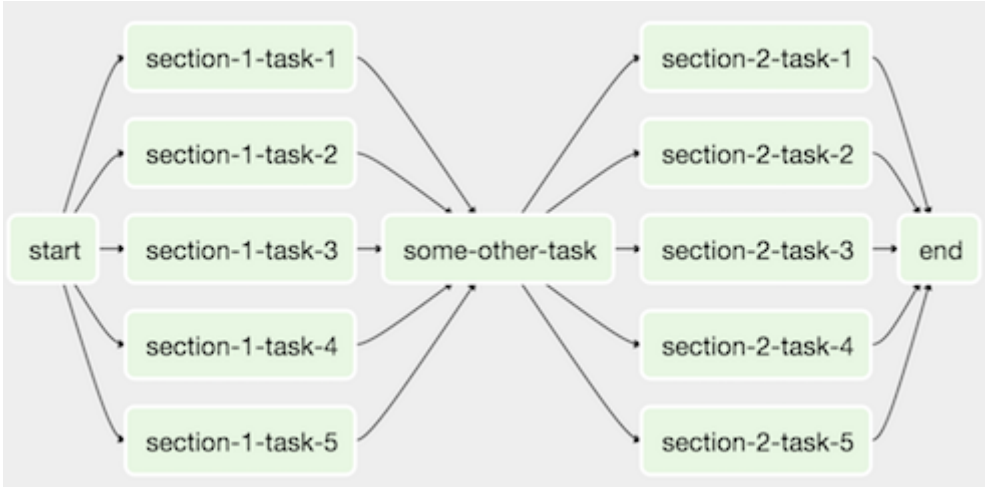 section-1-task-1
section-2-task-1
section-1-task-2
section-2-task-2
start
section-1-task-3
some-other-task
section-2-task-3
end
section-1-task-4
section-2-task-4
section-1-task-5
section-2-task-5